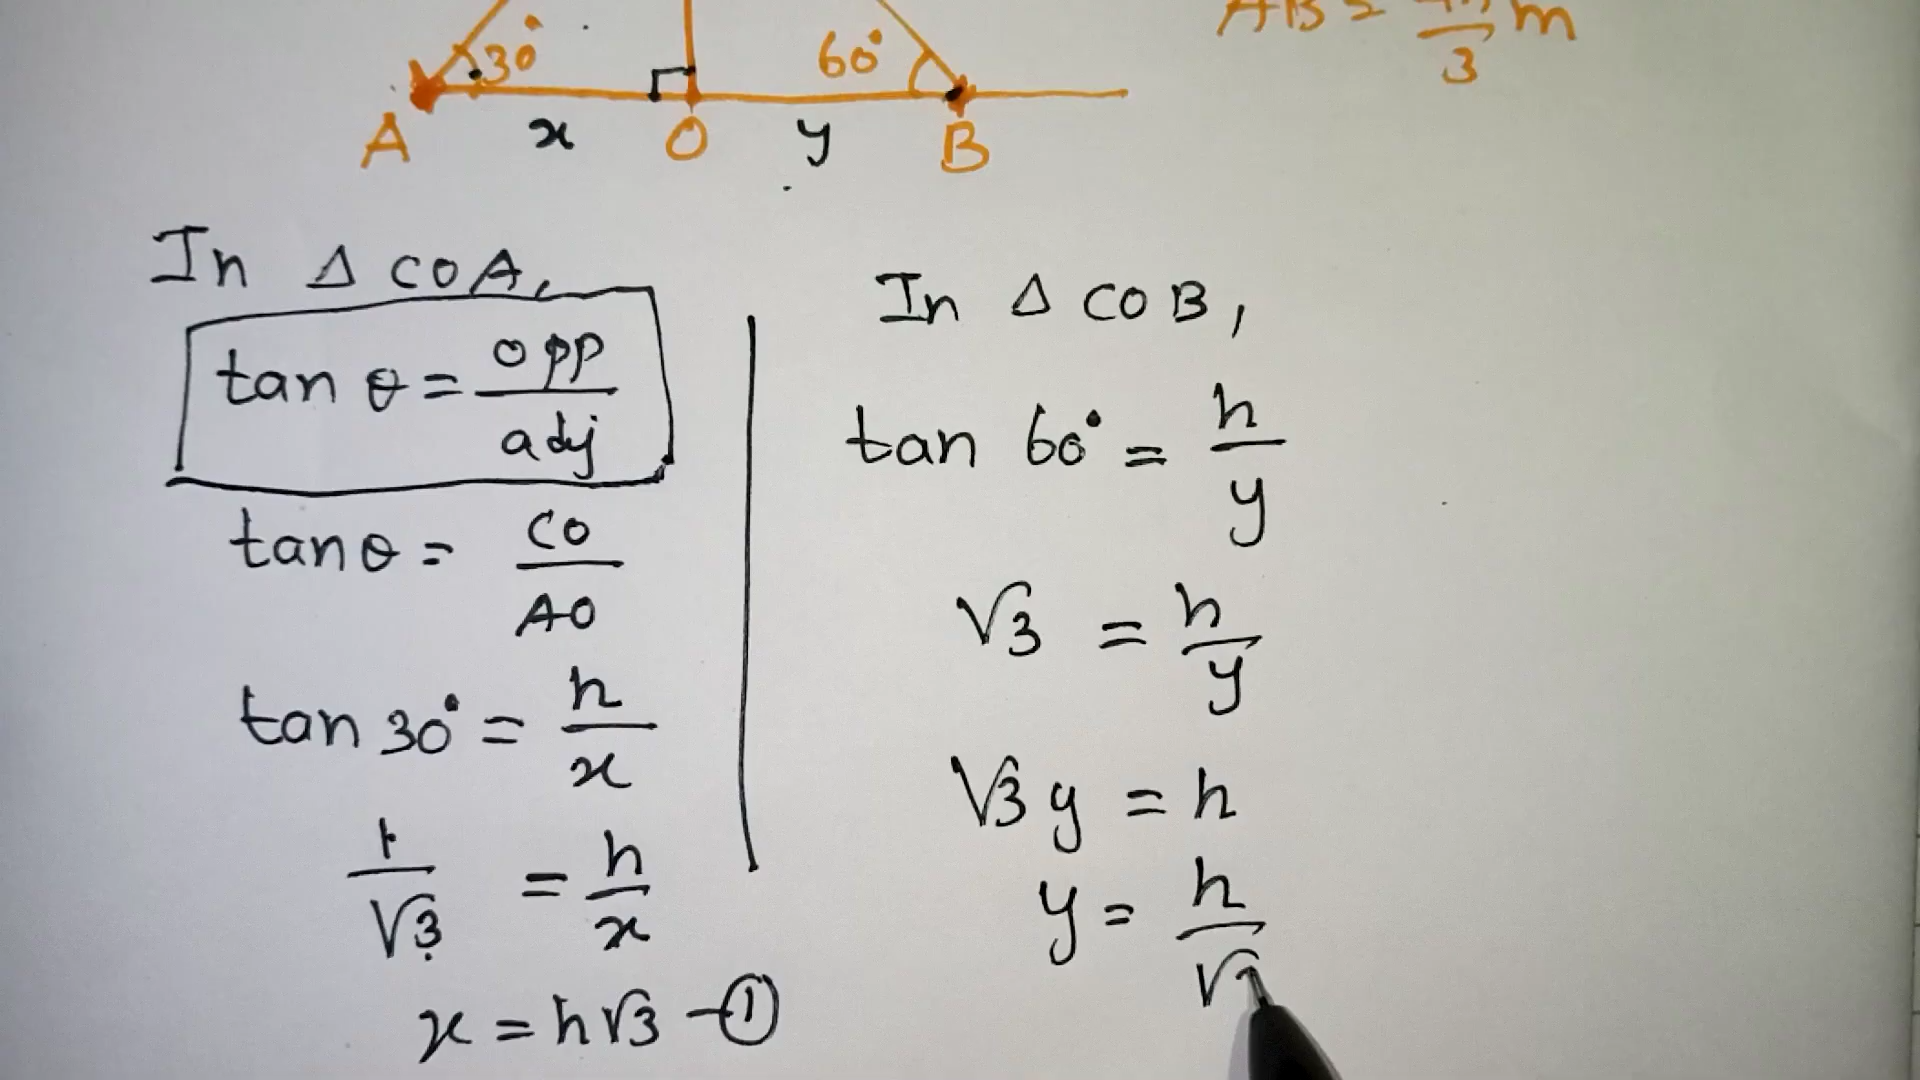 30° 60°
AB = /3 m
A x O y B
In Δ COA,
tan θ = opp/adj
tan θ = CO/AO
tan 30° = h/x
1/√3 = h/x
x = h√3 -①
In Δ COB,
tan 60° = h/y
√3 = h/y
√3 y = h
y = h/√